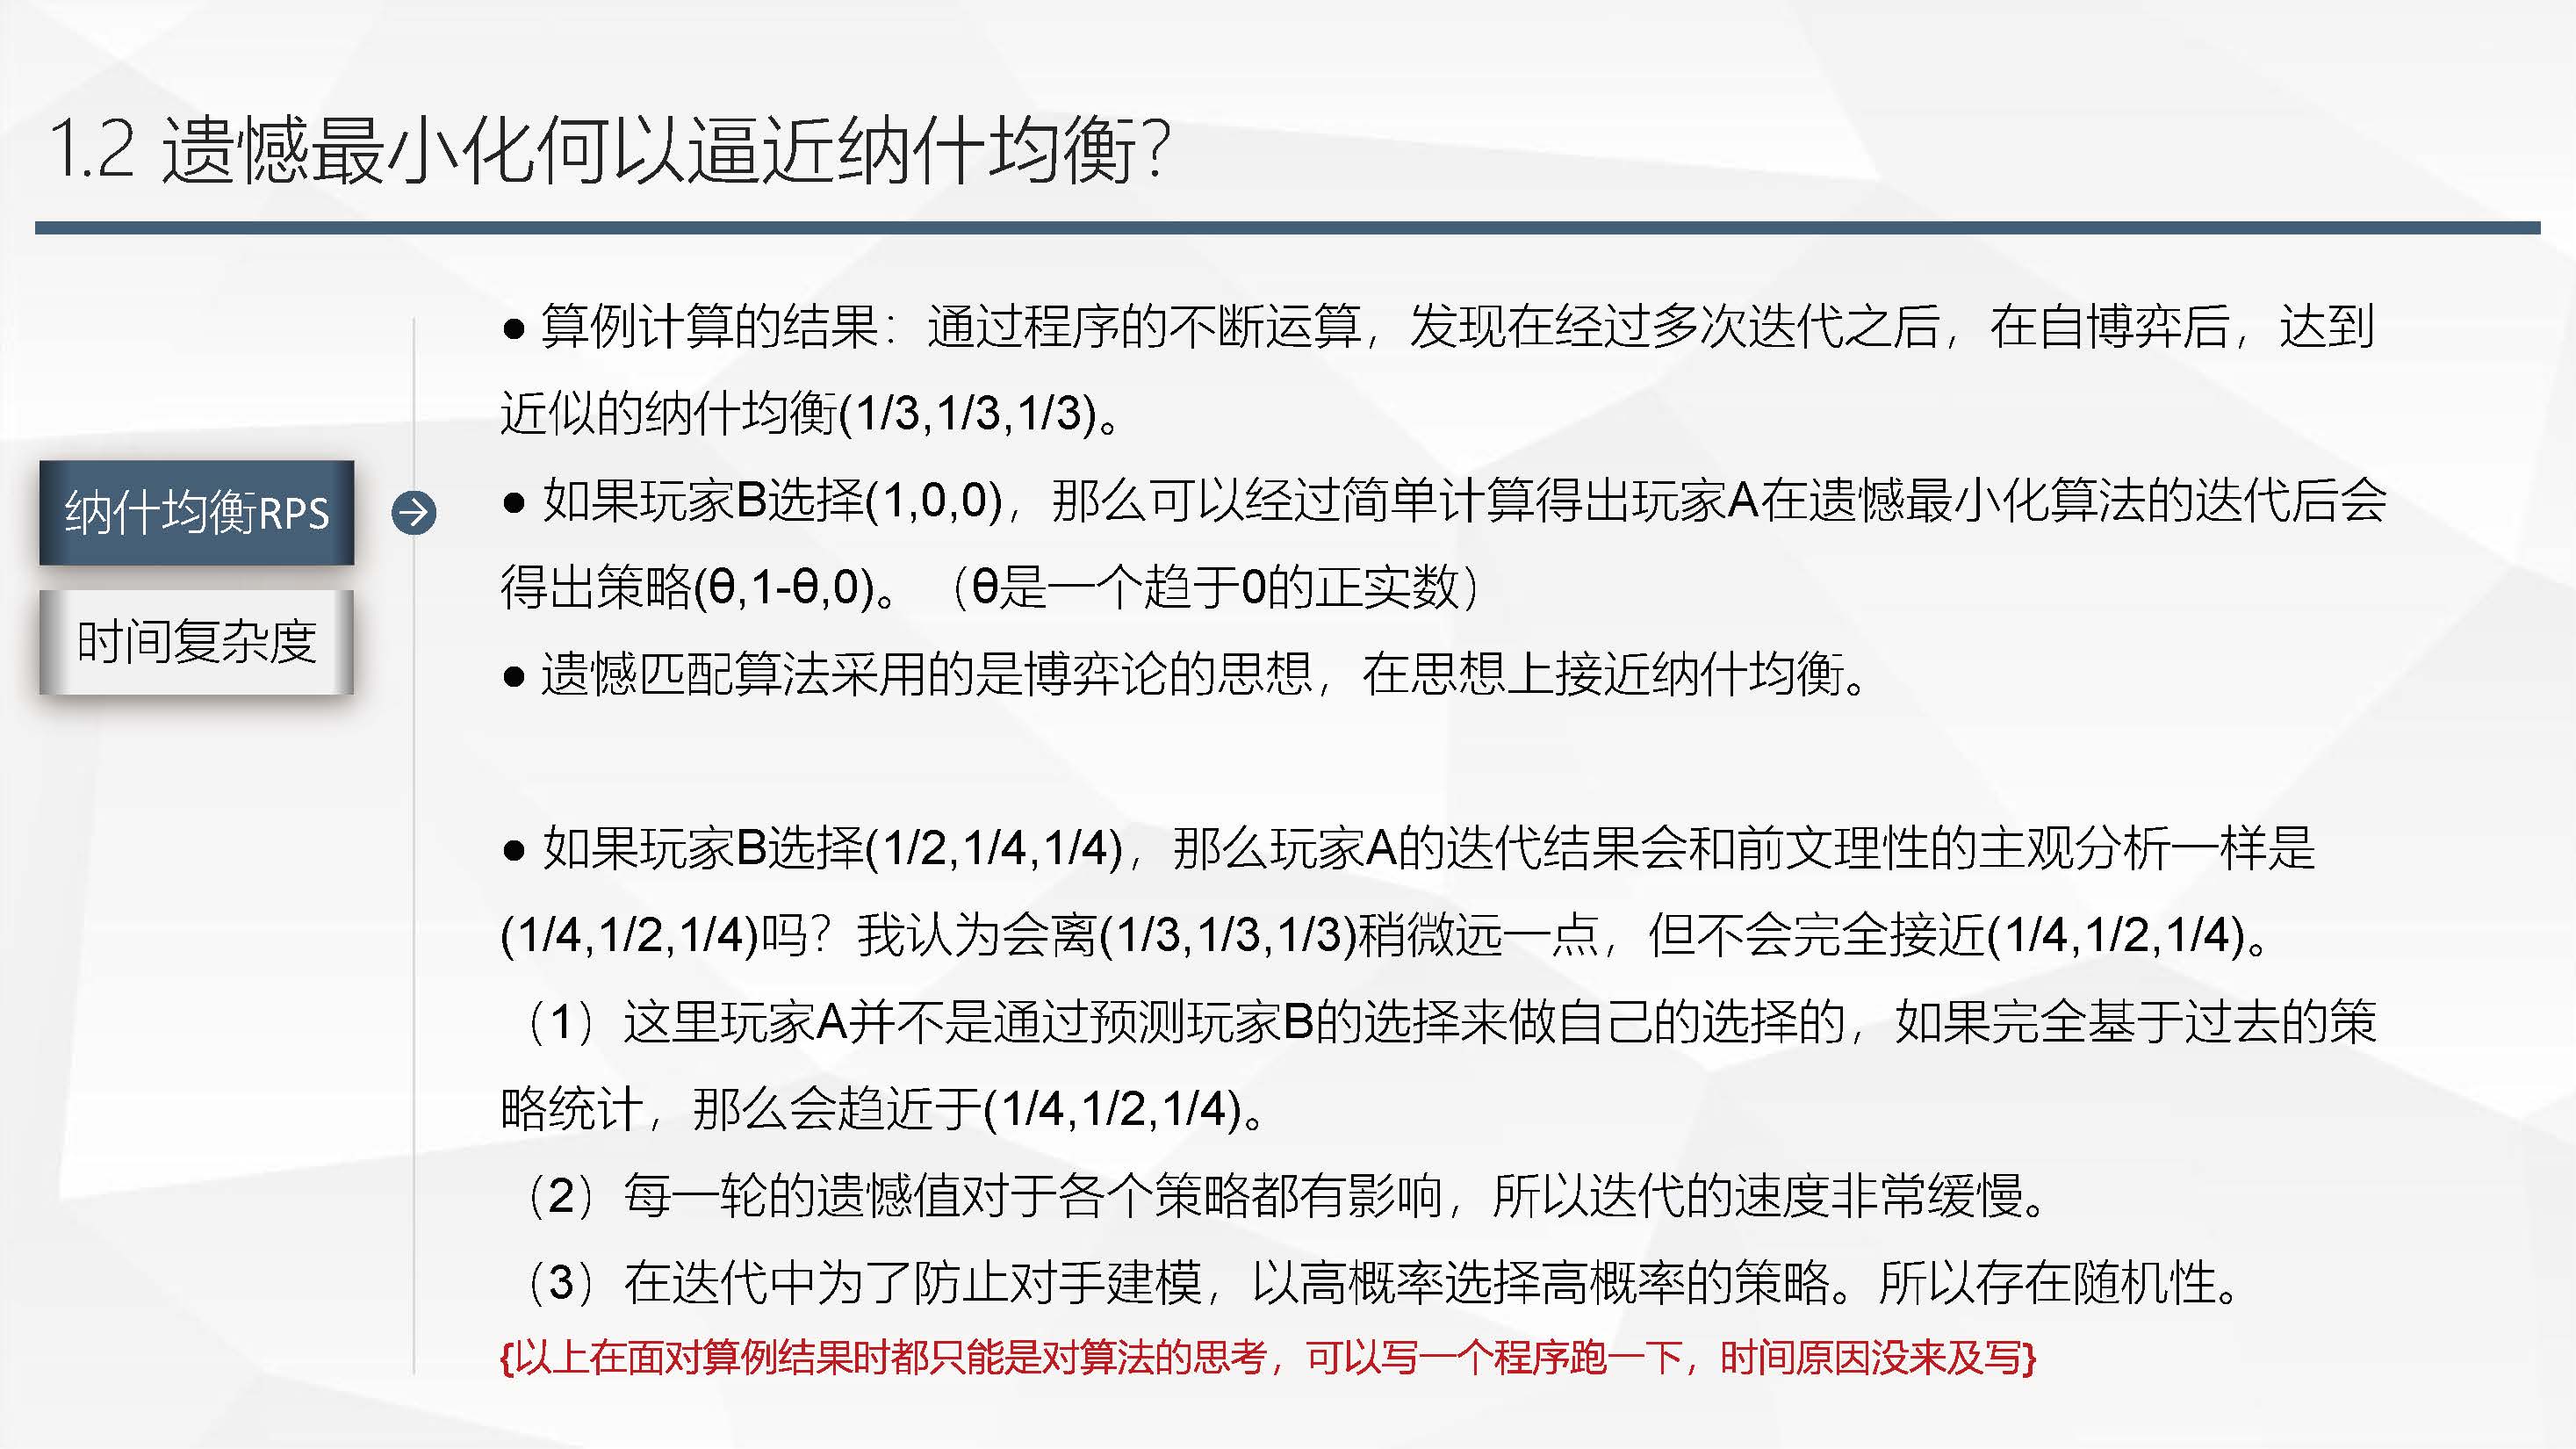 1.2 遗憾最小化何以逼近纳什均衡?
纳什均衡RPS
时间复杂度
● 算例计算的结果：通过程序的不断运算，发现在经过多次迭代之后，在自博弈后，达到
近似的纳什均衡(1/3,1/3,1/3)。
● 如果玩家B选择(1,0,0)，那么可以经过简单计算得出玩家A在遗憾最小化算法的迭代后会
得出策略(θ,1-θ,0)。（θ是一个趋于0的正实数）
● 遗憾匹配算法采用的是博弈论的思想，在思想上接近纳什均衡。
● 如果玩家B选择(1/2,1/4,1/4)，那么玩家A的迭代结果会和前文理性的主观分析一样是
(1/4,1/2,1/4)吗？我认为会离(1/3,1/3,1/3)稍微远一点，但不会完全接近(1/4,1/2,1/4)。
（1）这里玩家A并不是通过预测玩家B的选择来做自己的选择的，如果完全基于过去的策
略统计，那么会趋近于(1/4,1/2,1/4)。
（2）每一轮的遗憾值对于各个策略都有影响，所以迭代的速度非常缓慢。
（3）在迭代中为了防止对手建模，以高概率选择高概率的策略。所以存在随机性。
{以上在面对算例结果时都只能是对算法的思考，可以写一个程序跑一下，时间原因没来及写}